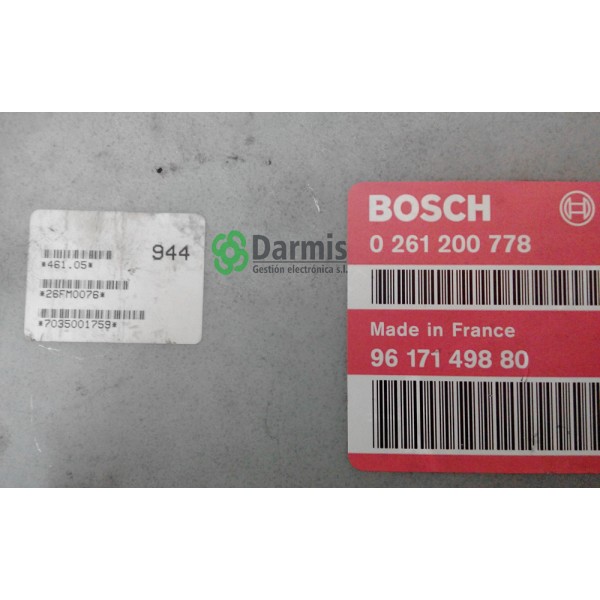 944
*461.05*
*26FM0076*
*7035001759*
Darmis
Gestión electrónica s.l.
BOSCH
0 261 200 778
Made in France
96 171 498 80